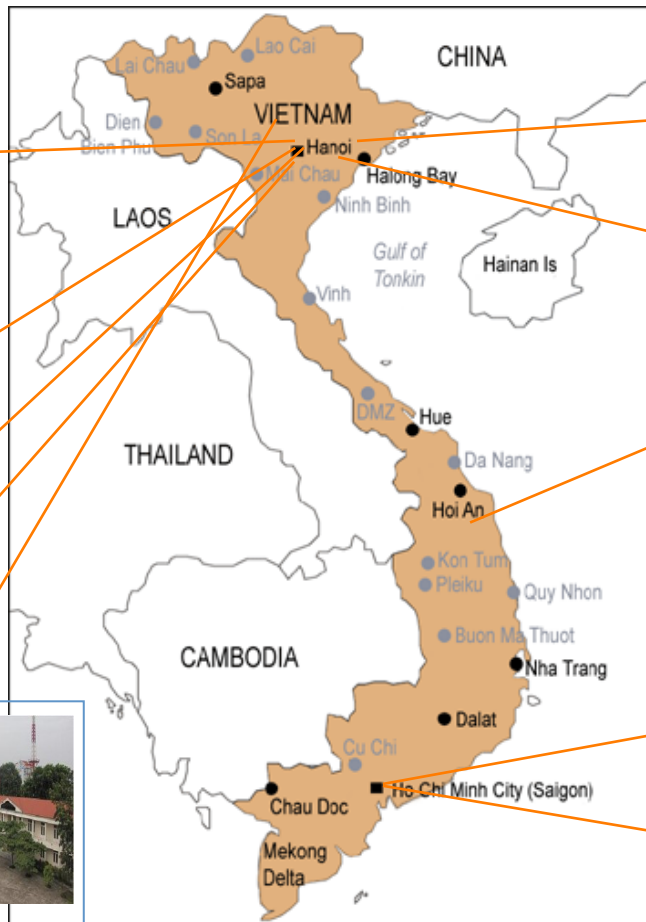 CHINA
Lao Cai
Lai Chau
Sapa
VIETNAM
Dien
Bien Phu
Son La
Hanoi
Halong Bay
Mai Chau
Ninh Binh
LAOS
Gulf of
Tonkin
Hainan Is
Vinh
DMZ
Hue
THAILAND
Da Nang
Hoi An
Kon Tum
Pleiku
Quy Nhon
Buon Ma Thuot
CAMBODIA
Nha Trang
Dalat
Cu Chi
Ho Chi Minh City (Saigon)
Chau Doc
Mekong
Delta